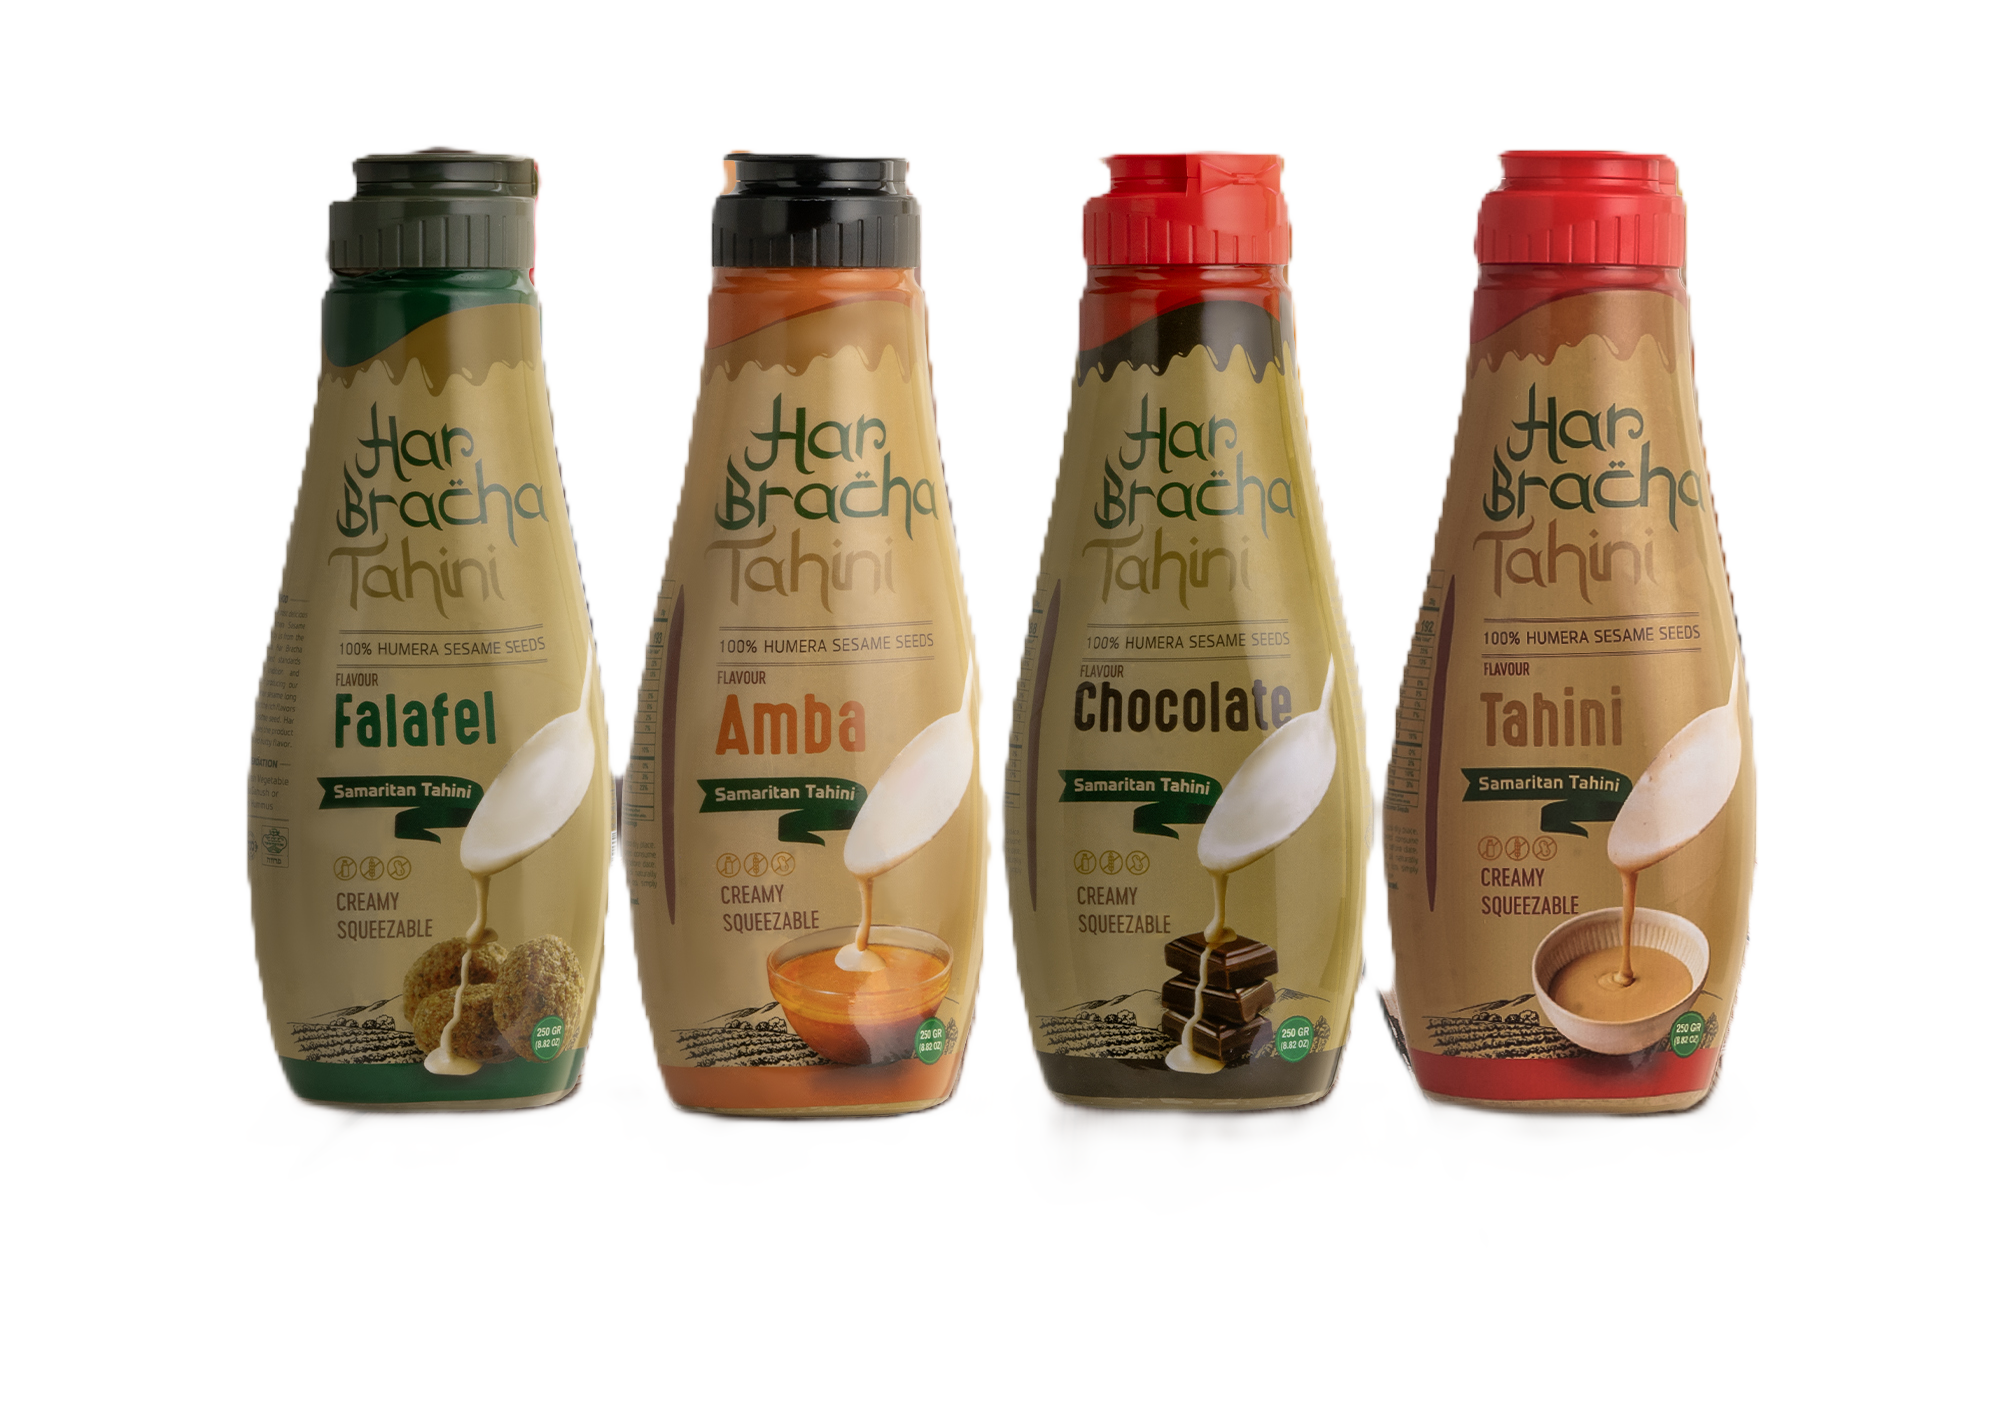 Har
Bracha
Tahini
100% HUMERA SESAME SEEDS
FLAVOUR
Falafel
Samaritan Tahini
CREAMY
SQUEEZABLE
250 GR
(8.82 OZ)
Har
Bracha
Tahini
100% HUMERA SESAME SEEDS
FLAVOUR
Amba
Samaritan Tahini
CREAMY
SQUEEZABLE
250 GR
(8.82 OZ)
Har
Bracha
Tahini
100% HUMERA SESAME SEEDS
FLAVOUR
Chocolate
Samaritan Tahini
CREAMY
SQUEEZABLE
250 GR
(8.82 OZ)
Har
Bracha
Tahini
100% HUMERA SESAME SEEDS
FLAVOUR
Tahini
Samaritan Tahini
CREAMY
SQUEEZABLE
250 GR
(8.82 OZ)
192